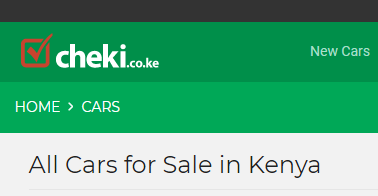 cheki.co.ke
New Cars
HOME > CARS
All Cars for Sale in Kenya